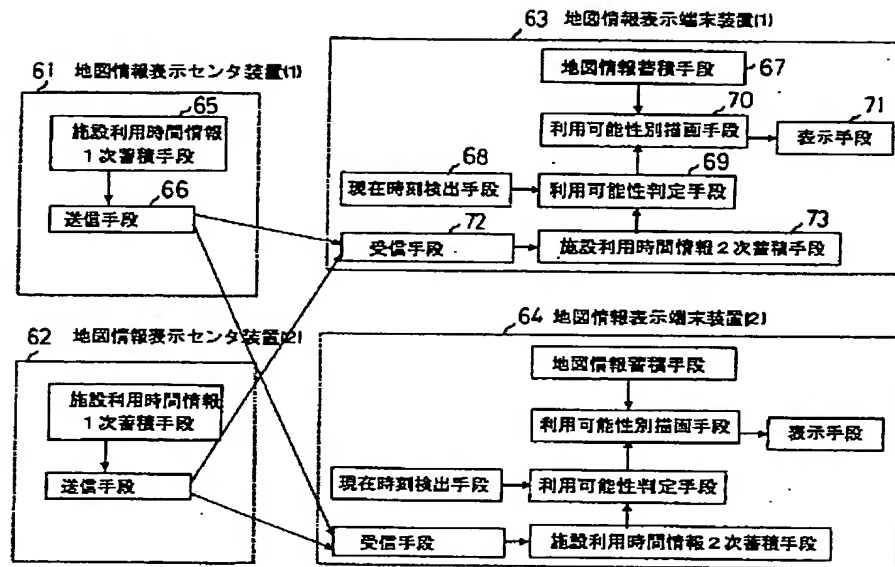 63 地図情報表示端末装置(1)
61 地図情報表示センタ装置(1)
地図情報蓄積手段
67
65
施設利用時間情報
1次蓄積手段
70
利用可能性別描画手段
71
表示手段
68
現在時刻検出手段
69
利用可能性判定手段
66
送信手段
72
受信手段
73
施設利用時間情報2次蓄積手段
62 地図情報表示センタ装置(2)
64 地図情報表示端末装置(2)
地図情報蓄積手段
施設利用時間情報
1次蓄積手段
利用可能性別描画手段
表示手段
送信手段
現在時刻検出手段
利用可能性判定手段
受信手段
施設利用時間情報2次蓄積手段